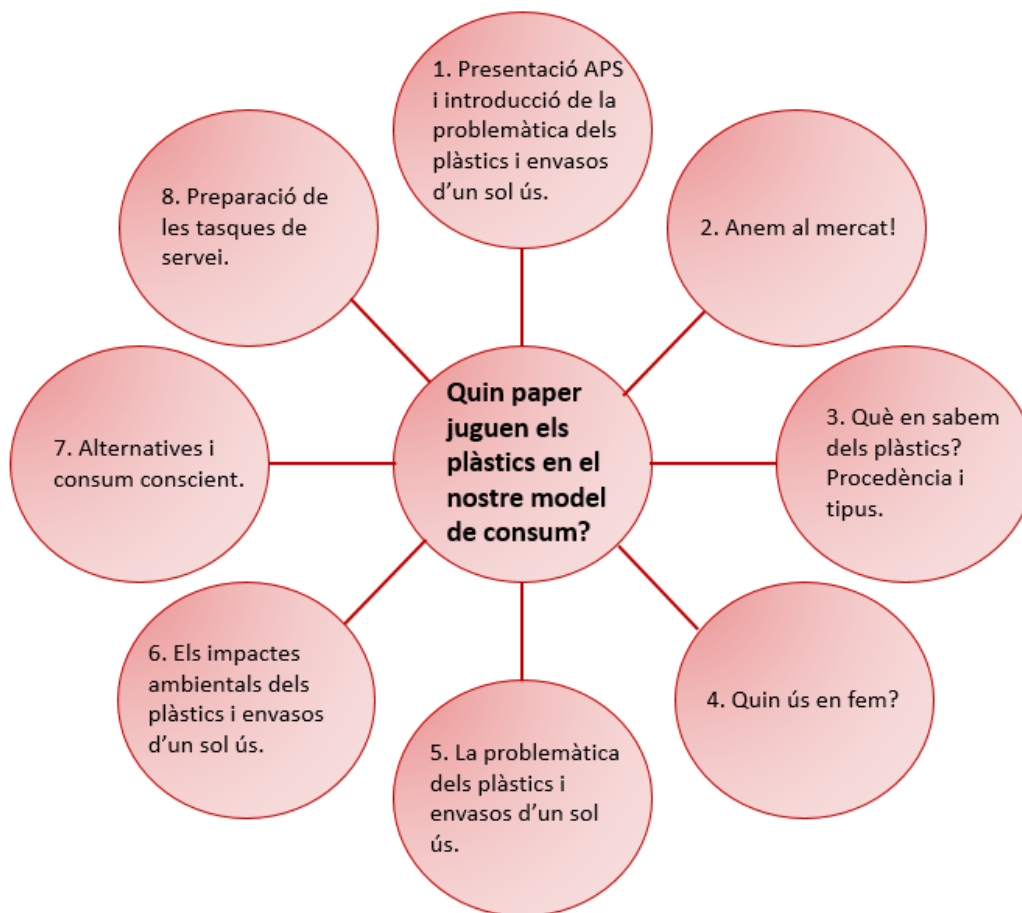 1. Presentació APS
i introducció de la
problemàtica dels
plàstics i envasos
d’un sol ús.
2. Anem al mercat!
3. Què en sabem
dels plàstics?
Procedència i
tipus.
4. Quin ús en fem?
5. La problemàtica
dels plàstics i
envasos d’un sol
ús.
6. Els impactes
ambientals dels
plàstics i envasos
d’un sol ús.
7. Alternatives i
consum conscient.
8. Preparació de
les tasques de
servei.
Quin paper
juguen els
plàstics en el
nostre model
de consum?